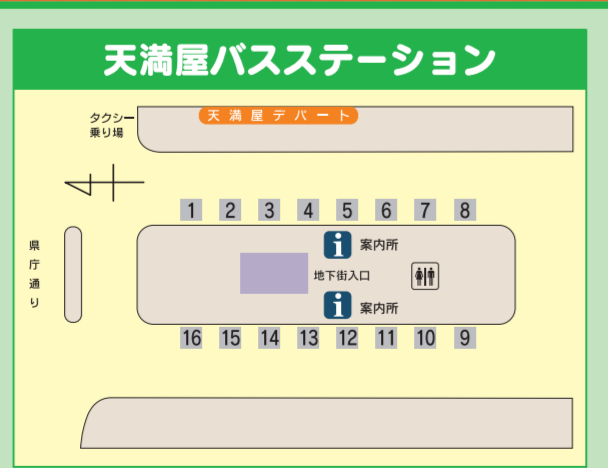 天満屋バスステーション
タクシー
乗り場
天満屋デパート
1 2 3 4 5 6 7 8
案内所
県庁通り
地下街入口
案内所
16 15 14 13 12 11 10 9